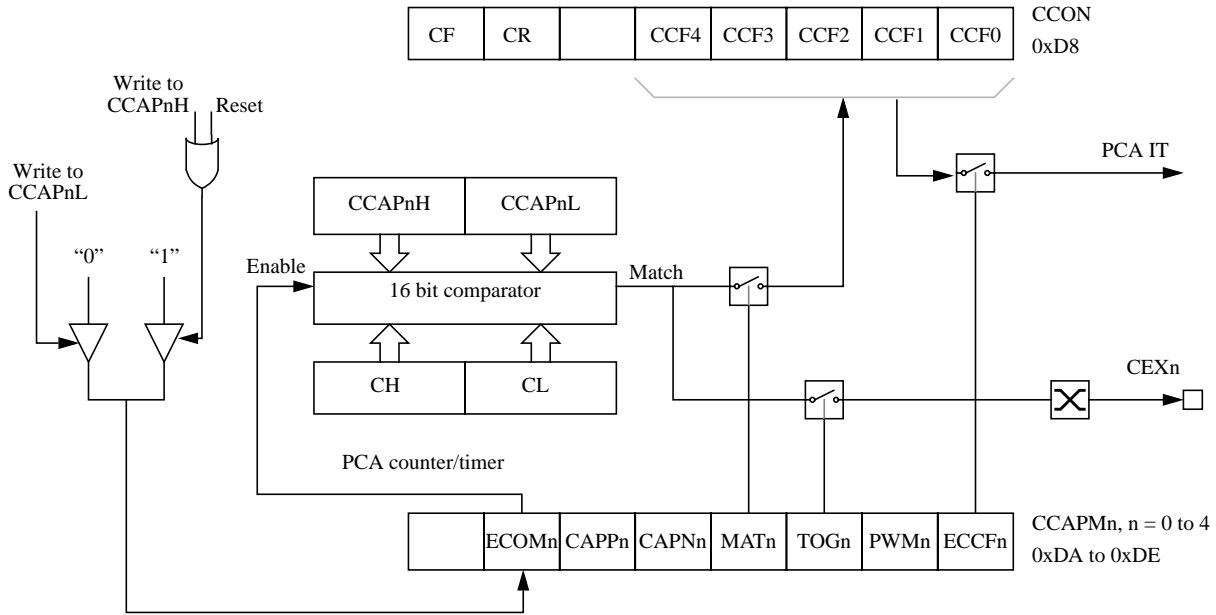 CF CR CCF4 CCF3 CCF2 CCF1 CCF0
CCON
0xD8
Write to
CCAPnH
Reset
Write to
CCAPnL
“0”
“1”
CCAPnH CCAPnL
Enable
16 bit comparator
Match
CH CL
PCA counter/timer
PCA IT
CEXn
ECOMn CAPPn CAPNn MATn TOGn PWMn ECCFn
CCAPMn, n = 0 to 4
0xDA to 0xDE